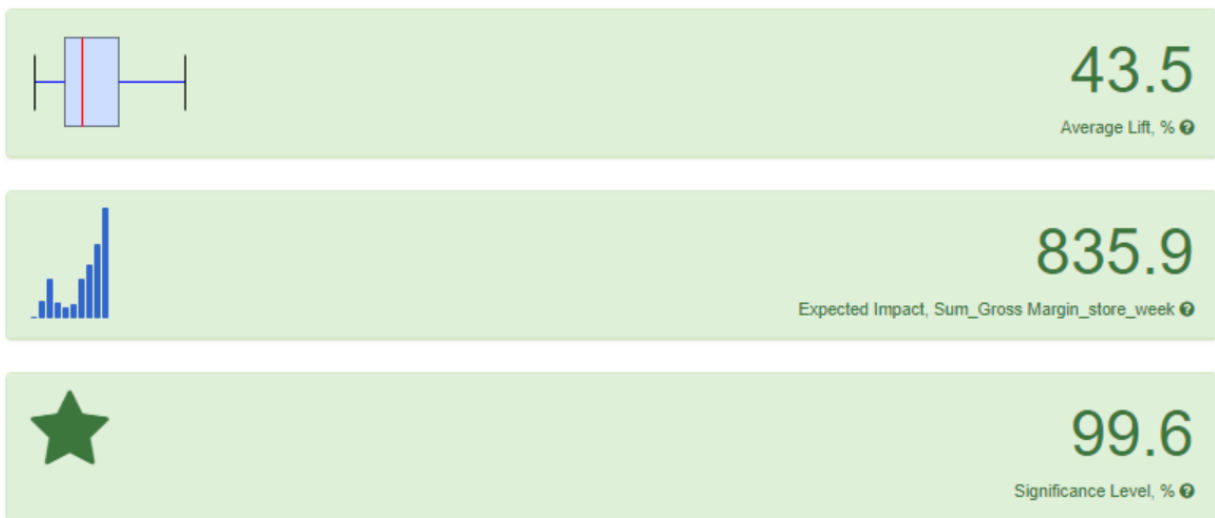 43.5
Average Lift, %
835.9
Expected Impact, Sum_Gross Margin_store_week
99.6
Significance Level, %